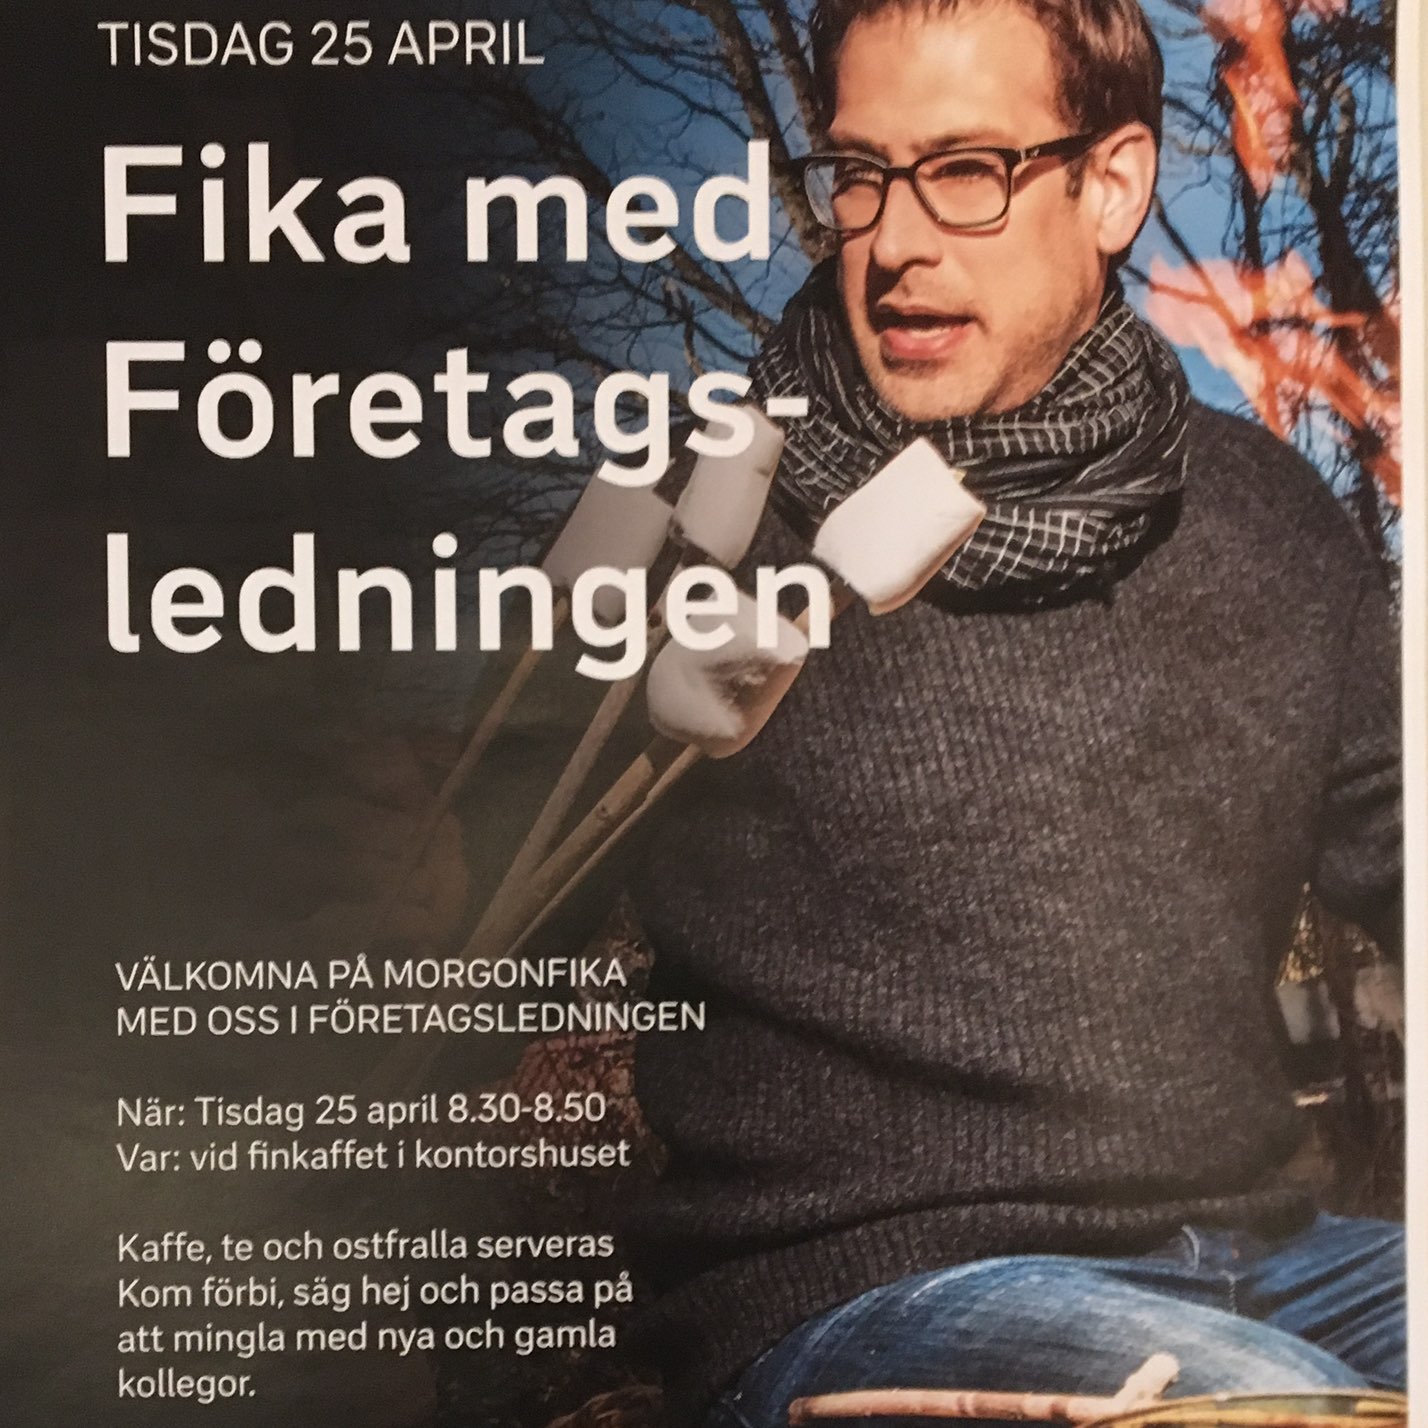 TISDAG 25 APRIL
Fika med
Företags-
ledningen
VÄLKOMNA PÅ MORGONFIKA
MED OSS I FÖRETAGSLEDNINGEN
När: Tisdag 25 april 8.30-8.50
Var: vid finkaffet i kontorshuset
Kaffe, te och ostfralla serveras
Kom förbi, säg hej och passa på
att mingla med nya och gamla
kollegor.